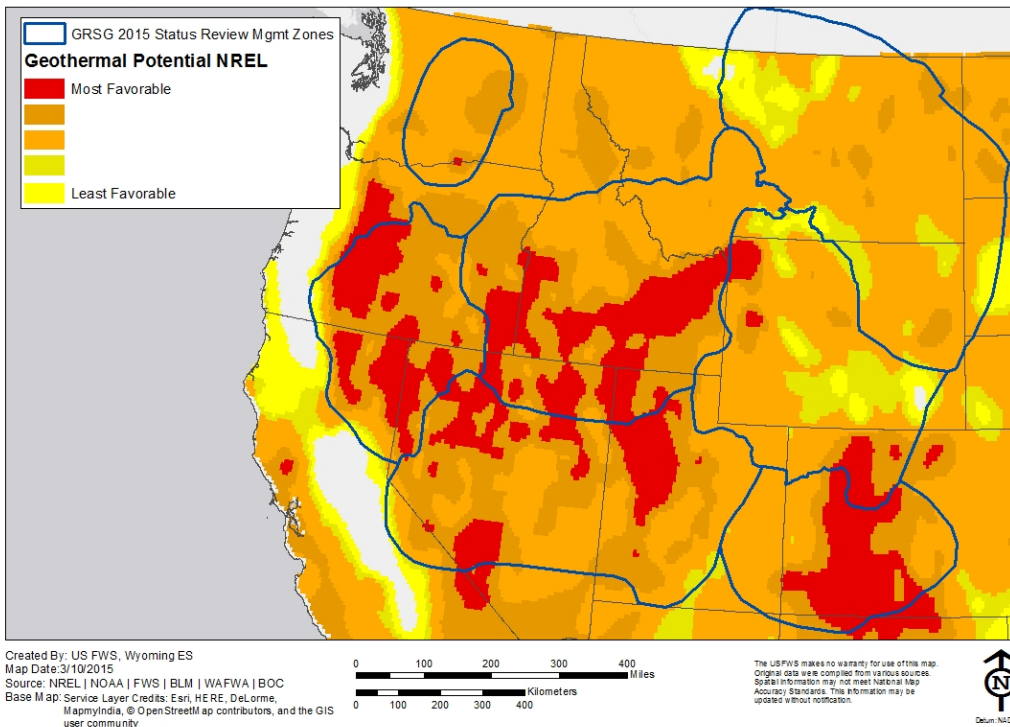 GRSG 2015 Status Review Mgmt Zones
Geothermal Potential NREL
Most Favorable
Least Favorable
Created By: US FWS, Wyoming ES
Map Date:3/10/2015
Source: NREL | NOAA | FWS | BLM | WAFWA | BOC
Base Map: Service Layer Credits: Esri, HERE, DeLorme,
MapmyIndia, © OpenStreetMap contributors, and the GIS
user community
0 100 200 300 400
Miles
Kilometers
0 100 200 300 400
The USFWS makes no warranty for use of this map.
Original data were compiled from various sources.
Spatial information may not meet National Map
Accuracy Standards. This information may be
updated without notification.
N
Datum: NAD